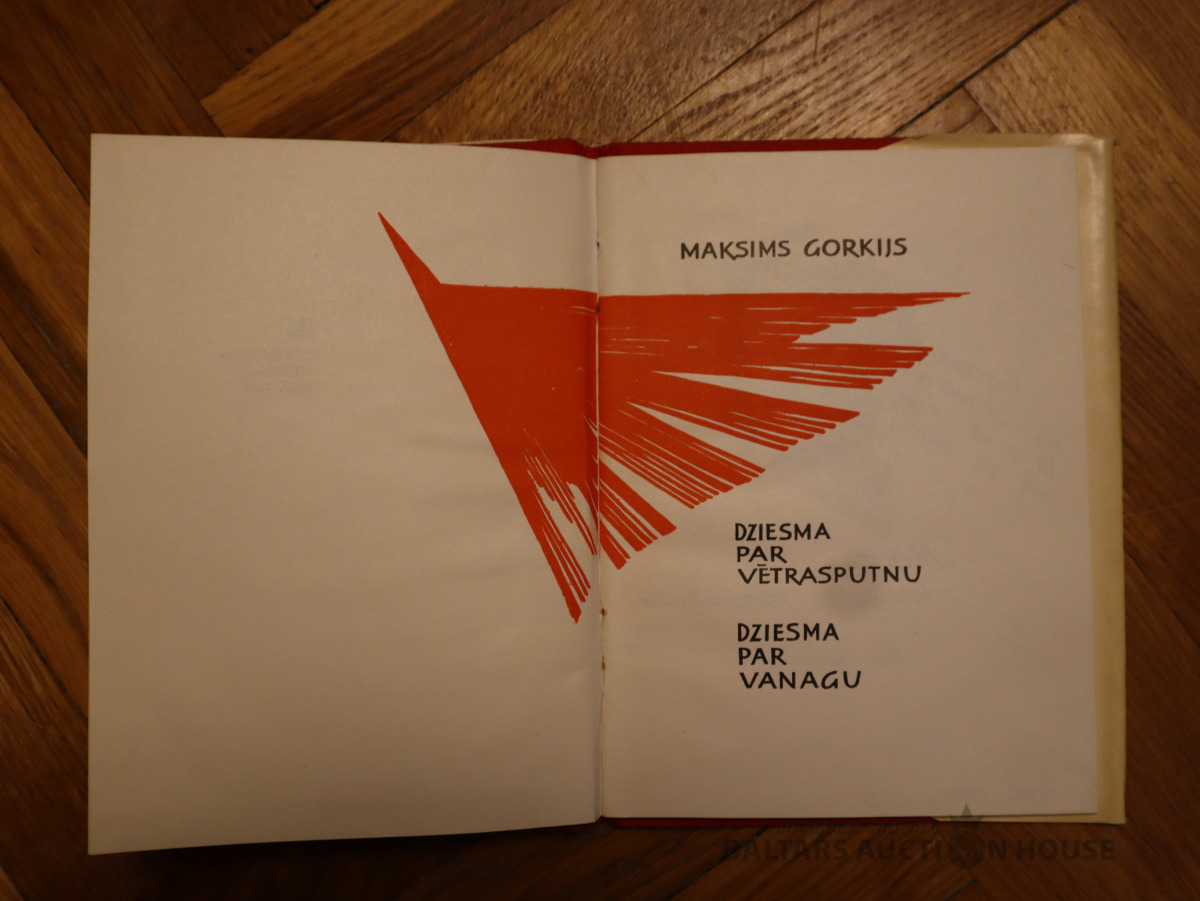 MAKSIMS GORKIJS
DZIESMA
PAR
VĒTRASPUTNU
DZIESMA
PAR
VANAGU
BALTARS AUCTION HOUSE